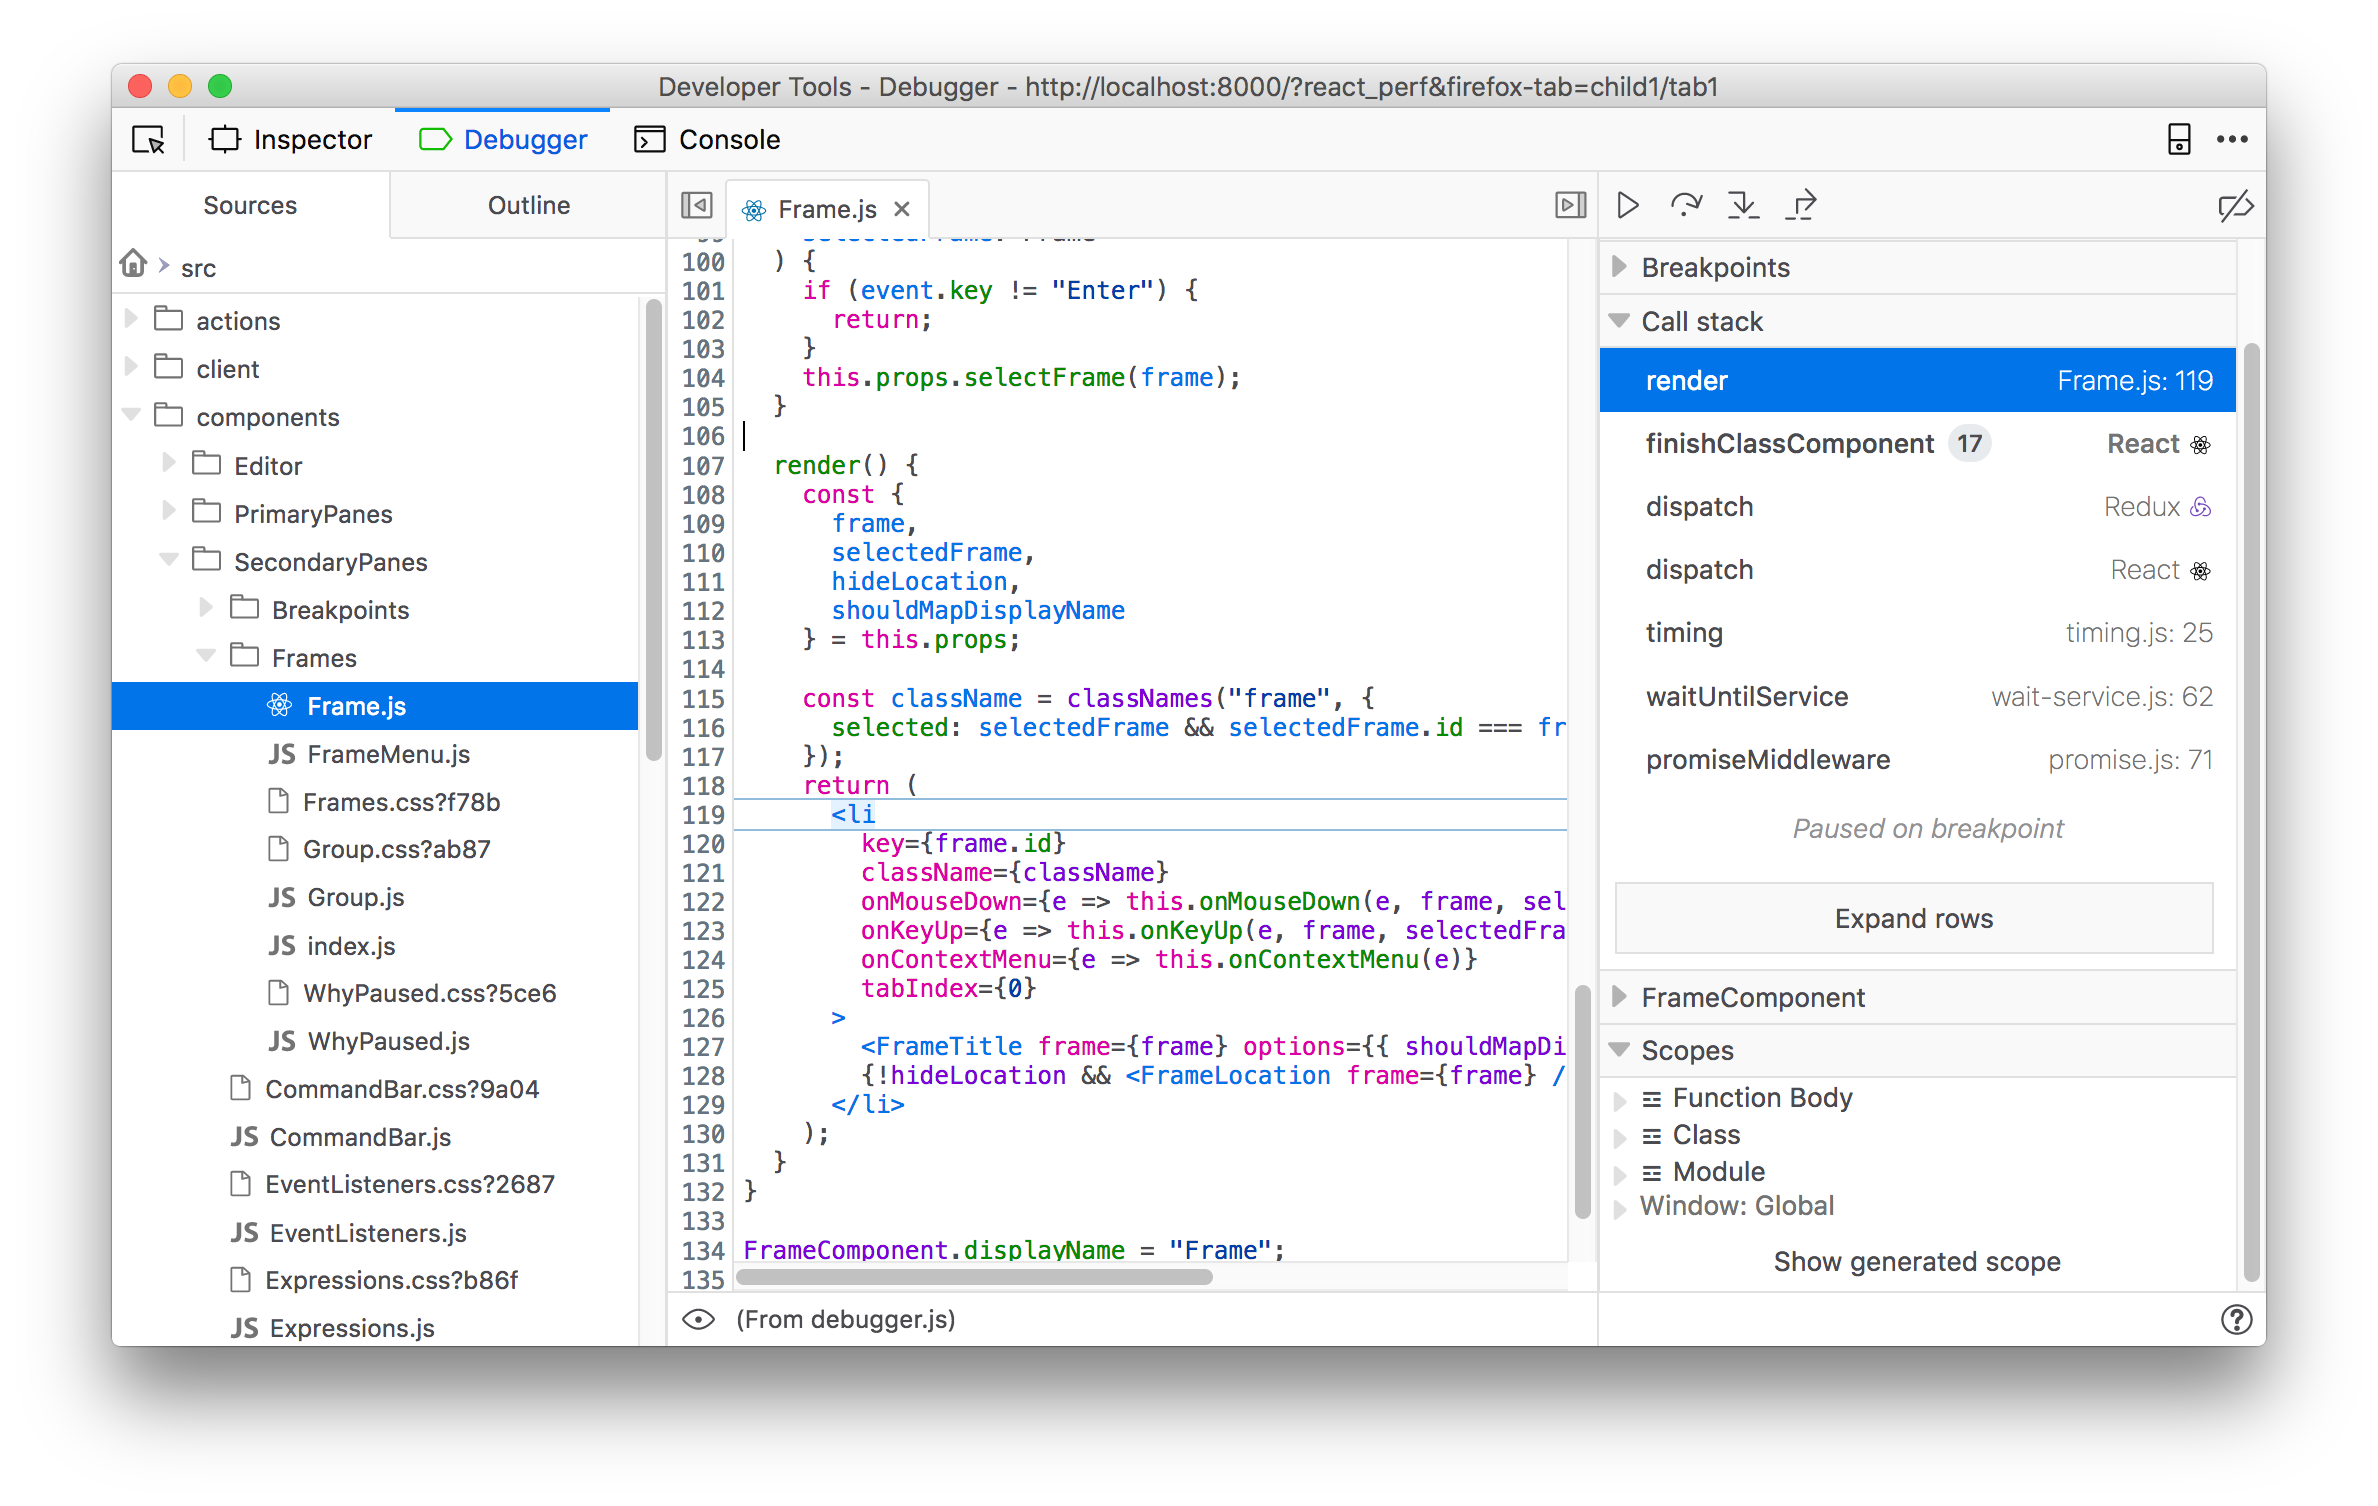 Developer Tools - Debugger - http://localhost:8000/?react_perf&firefox-tab=child1/tab1
Inspector
Debugger
Console
Sources
Outline
src
actions
client
components
Editor
PrimaryPanes
SecondaryPanes
Breakpoints
Frames
Frame.js
JS FrameMenu.js
Frames.css?f78b
Group.css?ab87
JS Group.js
JS index.js
WhyPaused.css?5ce6
JS WhyPaused.js
CommandBar.css?9a04
JS CommandBar.js
EventListeners.css?2687
JS EventListeners.js
Expressions.css?b86f
JS Expressions.js
Frame.js
100 ) {
101 if (event.key != "Enter") {
102 return;
103 }
104 this.props.selectFrame(frame);
105 }
106
107 render() {
108 const {
109 frame,
110 selectedFrame,
111 hideLocation,
112 shouldMapDisplayName
113 } = this.props;
114
115 const className = classNames("frame", {
116 selected: selectedFrame && selectedFrame.id === fr
117 });
118 return (
119 <li
120 key={frame.id}
121 className={className}
122 onMouseDown={e => this.onMouseDown(e, frame, sel
123 onKeyUp={e => this.onKeyUp(e, frame, selectedFra
124 onContextMenu={e => this.onContextMenu(e)}
125 tabIndex={0}
126 >
127 <FrameTitle frame={frame} options={{ shouldMapDi
128 {!hideLocation && <FrameLocation frame={frame} /
129 </li>
130 );
131 }
132 }
133
134 FrameComponent.displayName = "Frame";
135
(From debugger.js)
Breakpoints
Call stack
render Frame.js: 119
finishClassComponent 17 React
dispatch Redux
dispatch React
timing timing.js: 25
waitUntilService wait-service.js: 62
promiseMiddleware promise.js: 71
Paused on breakpoint
Expand rows
FrameComponent
Scopes
Function Body
Class
Module
Window: Global
Show generated scope